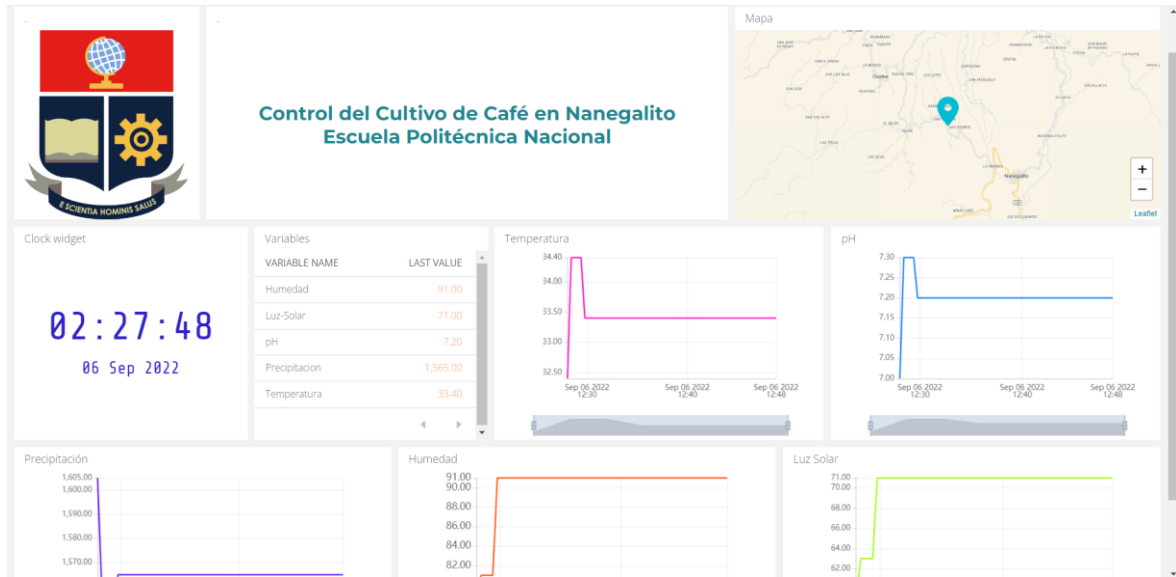 E SCIENTIA HOMINIS SALUS
Control del Cultivo de Café en Nanegalito
Escuela Politécnica Nacional
Mapa
Nanegalito
+
−
Leaflet
Clock widget
02:27:48
06 Sep 2022
Variables
VARIABLE NAME LAST VALUE
Humedad 91.00
Luz-Solar 71.00
pH 7.20
Precipitacion 1,565.00
Temperatura 33.40
Temperatura
34.40
34.00
33.50
33.00
32.50
Sep 06 2022 Sep 06 2022 Sep 06 2022
12:30 12:40 12:48
pH
7.30
7.25
7.20
7.15
7.10
7.05
7.00
Sep 06 2022 Sep 06 2022 Sep 06 2022
12:30 12:40 12:48
Precipitación
1,605.00
1,600.00
1,590.00
1,580.00
1,570.00
Humedad
91.00
90.00
88.00
86.00
84.00
82.00
Luz Solar
71.00
70.00
68.00
66.00
64.00
62.00